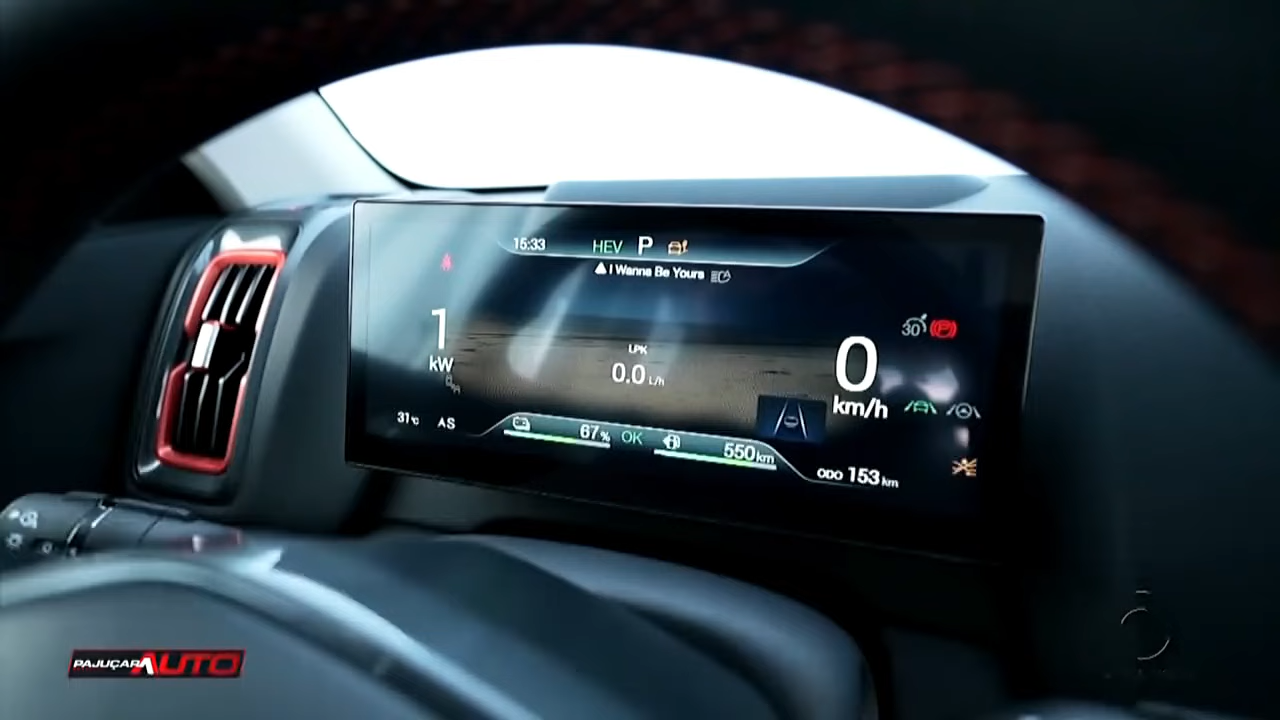 15:33 HEV P
I Wanna Be Yours
1
kW
LPK
0.0 L/h
0
km/h
30 (P)
31°C AS
67% OK 550km
ODO 153 km
PAJUÇARA AUTO